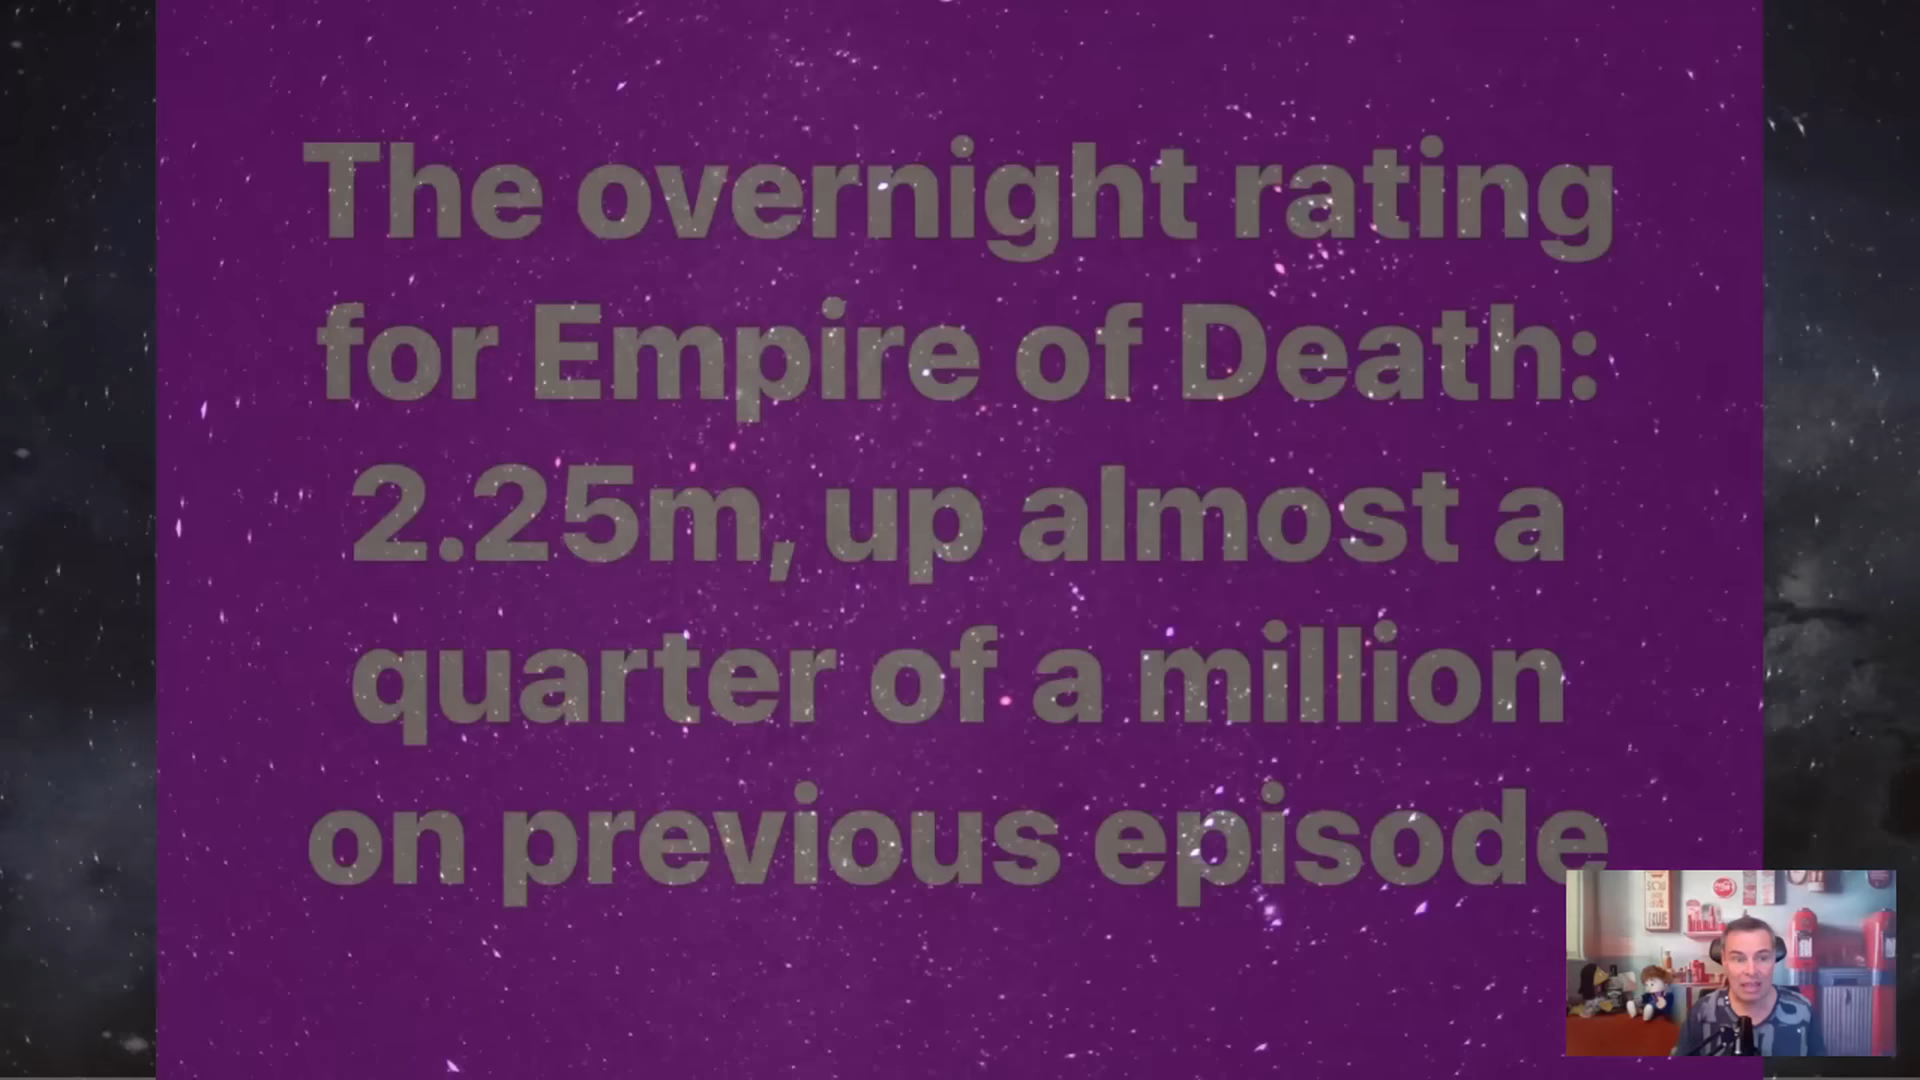 The overnight rating
for Empire of Death:
2.25m, up almost a
quarter of a million
on previous episode